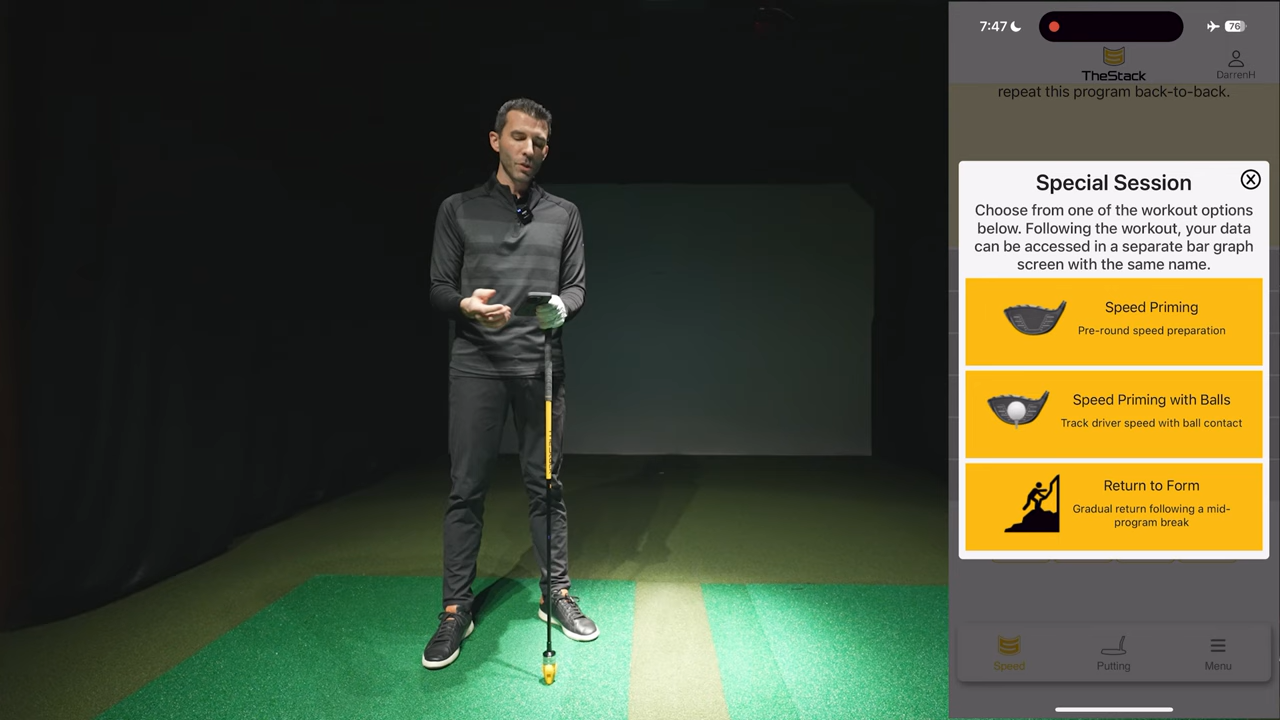 7:47
76
TheStack
DarrenH
repeat this program back-to-back.
Special Session
Choose from one of the workout options
below. Following the workout, your data
can be accessed in a separate bar graph
screen with the same name.
Speed Priming
Pre-round speed preparation
Speed Priming with Balls
Track driver speed with ball contact
Return to Form
Gradual return following a mid-
program break
Speed
Putting
Menu